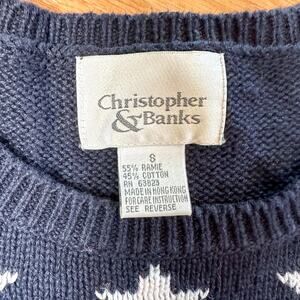 Christopher
& Banks
S
55% RAMIE
45% COTTON
RN 63823
MADE IN HONG KONG
FOR CARE INSTRUCTION
SEE REVERSE